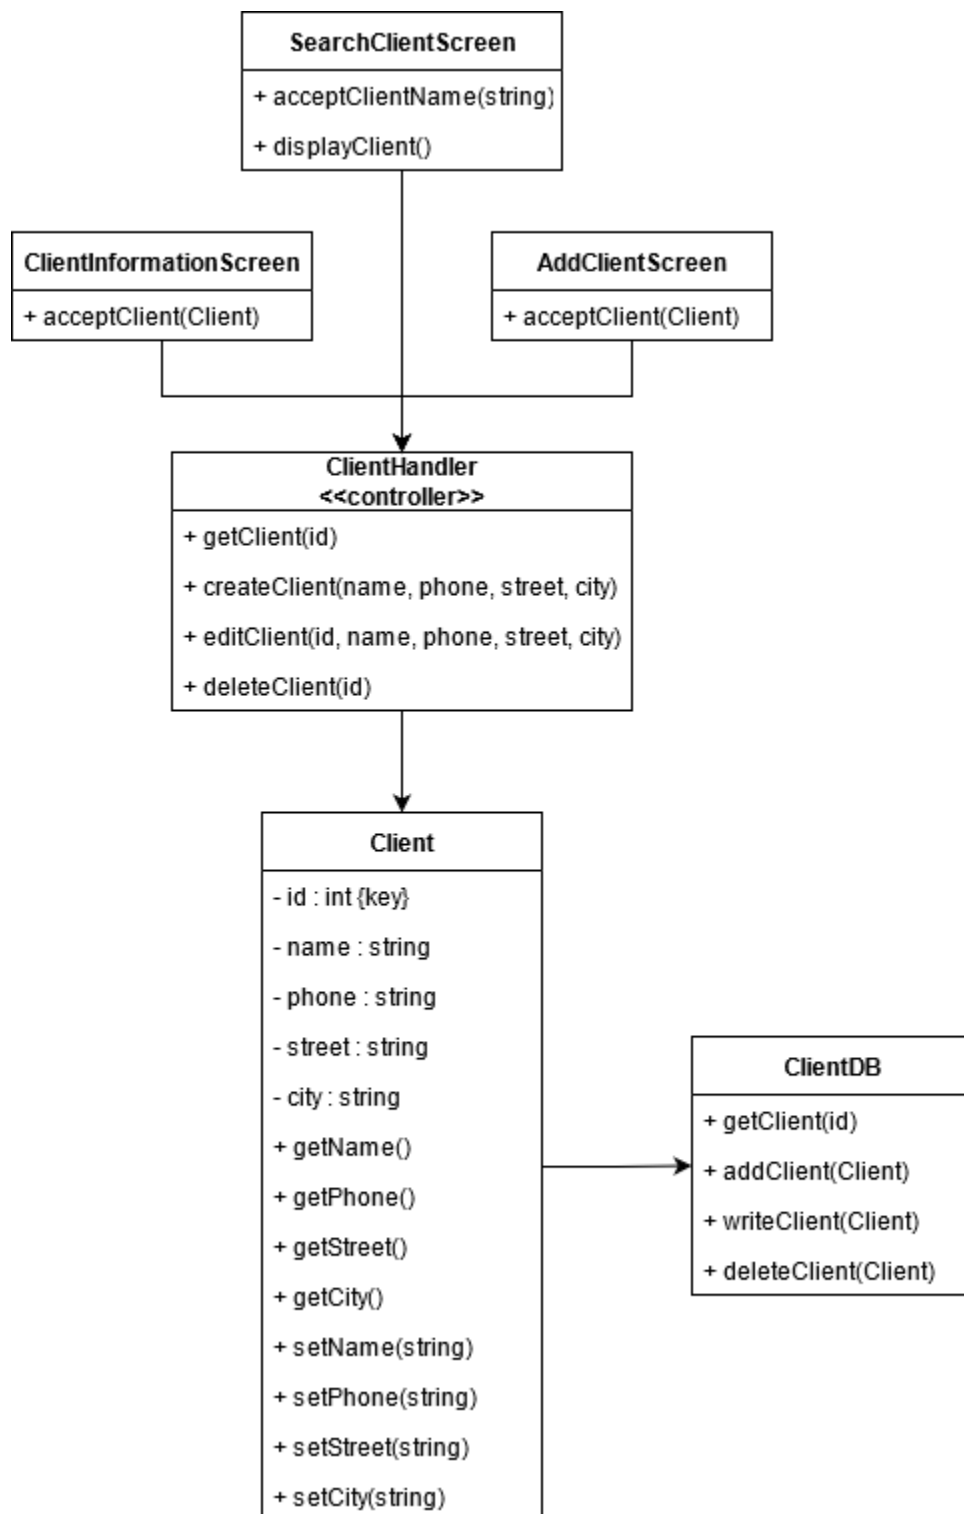 SearchClientScreen
+ acceptClientName(string)
+ displayClient()
ClientInformationScreen
+ acceptClient(Client)
AddClientScreen
+ acceptClient(Client)
ClientHandler
<<controller>>
+ getClient(id)
+ createClient(name, phone, street, city)
+ editClient(id, name, phone, street, city)
+ deleteClient(id)
Client
- id : int {key}
- name : string
- phone : string
- street : string
- city : string
+ getName()
+ getPhone()
+ getStreet()
+ getCity()
+ setName(string)
+ setPhone(string)
+ setStreet(string)
+ setCity(string)
ClientDB
+ getClient(id)
+ addClient(Client)
+ writeClient(Client)
+ deleteClient(Client)